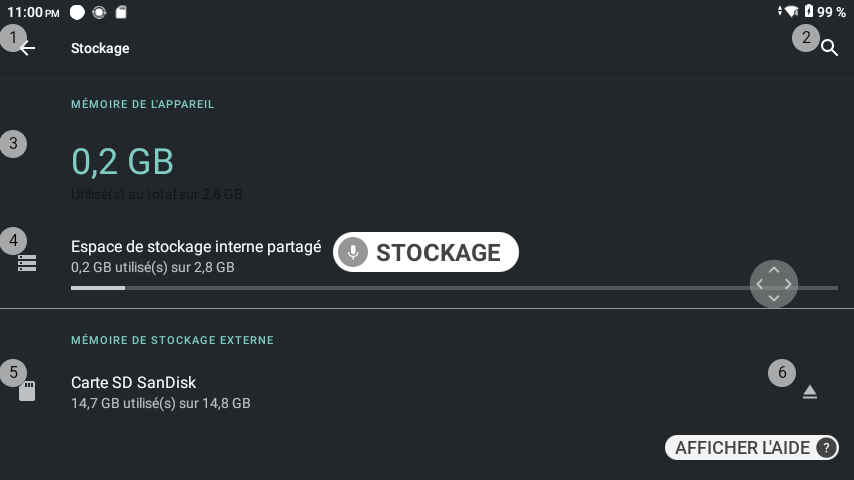 11:00 PM 99 %
1 Stockage 2
MÉMOIRE DE L'APPAREIL
3
0,2 GB
Utilisé(s) au total sur 2,8 GB
4
Espace de stockage interne partagé
0,2 GB utilisé(s) sur 2,8 GB
STOCKAGE
MÉMOIRE DE STOCKAGE EXTERNE
5
Carte SD SanDisk
14,7 GB utilisé(s) sur 14,8 GB
6
AFFICHER L'AIDE ?